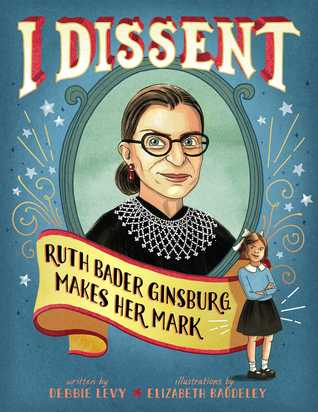 I DISSENT
RUTH BADER GINSBURG
MAKES HER MARK
written by
DEBBIE LEVY
illustrations by
ELIZABETH BADDELEY